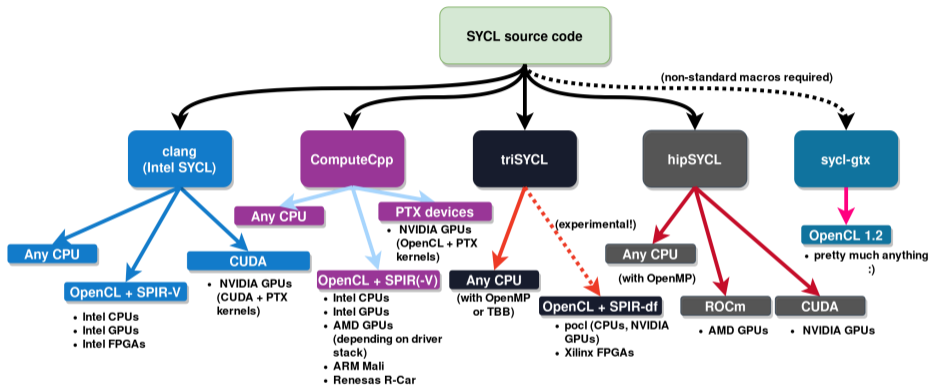 SYCL source code
(non-standard macros required)
clang
(Intel SYCL)
ComputeCpp
triSYCL
hipSYCL
sycl-gtx
Any CPU
OpenCL + SPIR-V
• Intel CPUs
• Intel GPUs
• Intel FPGAs
CUDA
• NVIDIA GPUs
(CUDA + PTX
kernels)
Any CPU
OpenCL + SPIR(-V)
• Intel CPUs
• Intel GPUs
• AMD GPUs
(depending on driver
stack)
• ARM Mali
• Renesas R-Car
PTX devices
• NVIDIA GPUs
(OpenCL + PTX
kernels)
Any CPU
(with OpenMP
or TBB)
(experimental!)
OpenCL + SPIR-df
• pocl (CPUs, NVIDIA
GPUs)
• Xilinx FPGAs
Any CPU
(with OpenMP)
ROCm
• AMD GPUs
CUDA
• NVIDIA GPUs
OpenCL 1.2
• pretty much anything
:)